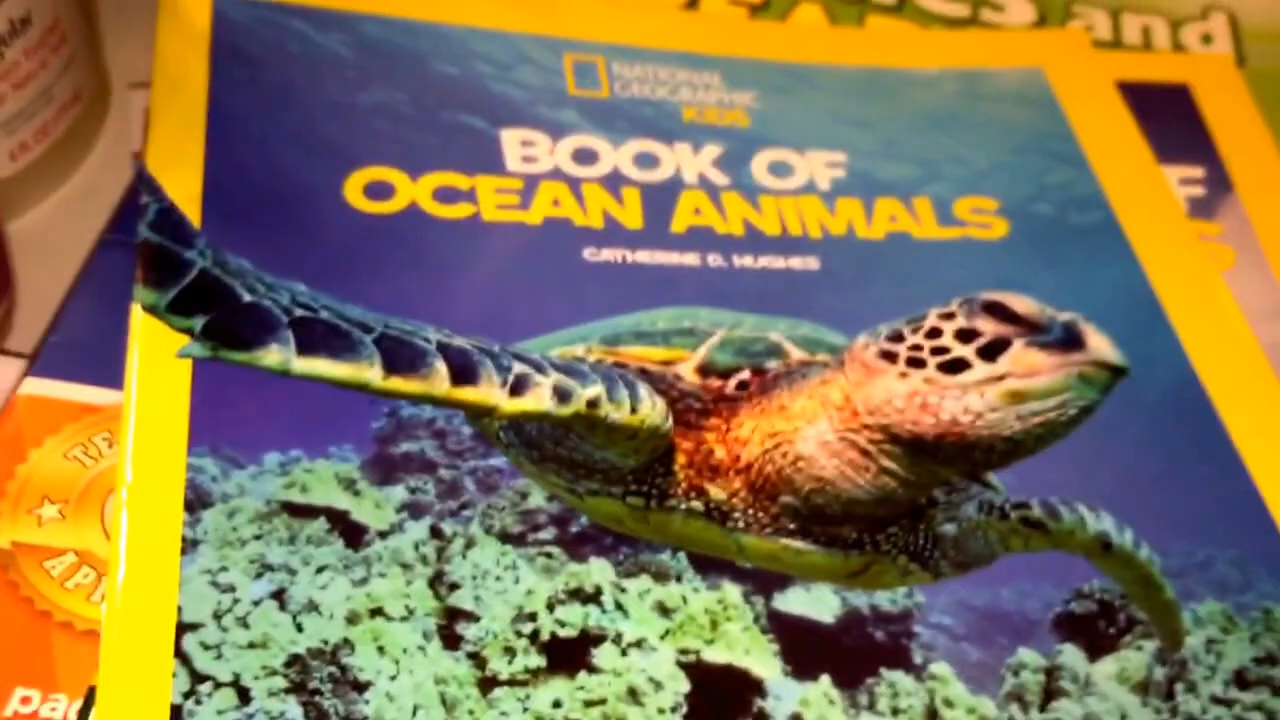 and
NATIONAL
GEOGRAPHIC
KIDS
BOOK OF
OCEAN ANIMALS
CATHERINE D. HUGHES
F
S